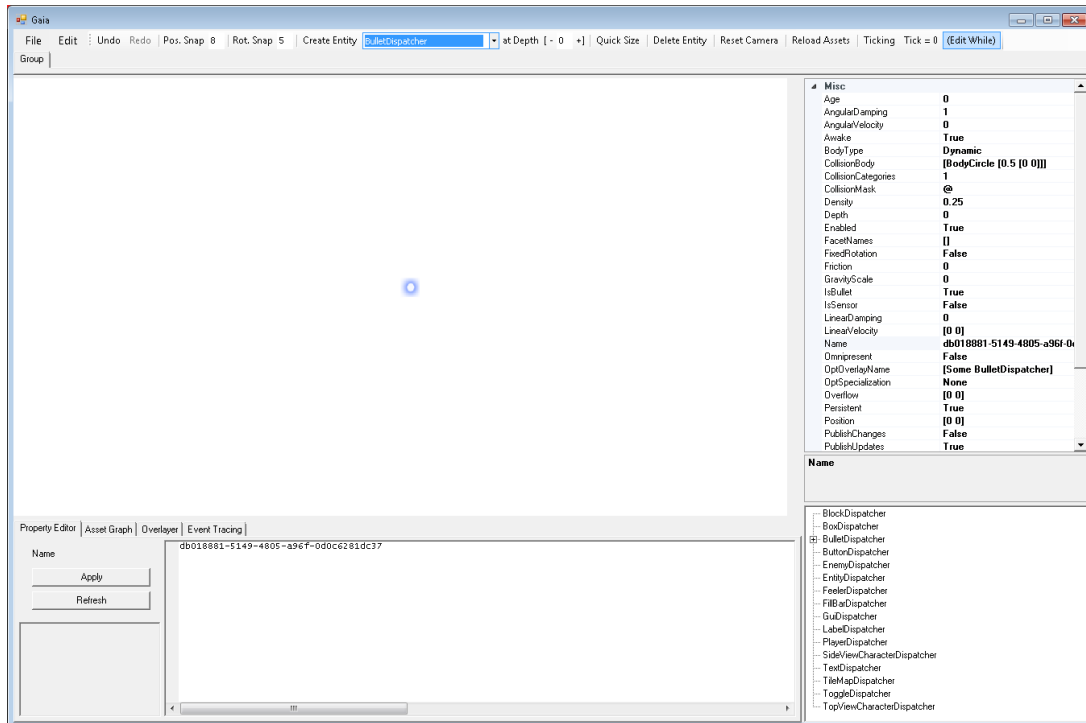 Gaia
File Edit Undo Redo Pos. Snap 8 Rot. Snap 5 Create Entity BulletDispatcher at Depth [ - 0 +] Quick Size Delete Entity Reset Camera Reload Assets Ticking Tick = 0 (Edit While)
Group
Misc
Age 0
AngularDamping 1
AngularVelocity 0
Awake True
BodyType Dynamic
CollisionBody [BodyCircle [0.5 [0 0]]]
CollisionCategories 1
CollisionMask @
Density 0.25
Depth 0
Enabled True
FacetNames []
FixedRotation False
Friction 0
GravityScale 0
IsBullet True
IsSensor False
LinearDamping 0
LinearVelocity [0 0]
Name db018881-5149-4805-a96f-0d
Omnipresent False
OptOverlayName [Some BulletDispatcher]
OptSpecialization None
Overflow [0 0]
Persistent True
Position [0 0]
PublishChanges False
PublishUpdates True
Name
Property Editor Asset Graph Overlayer Event Tracing
Name
Apply
Refresh
db018881-5149-4805-a96f-0d0c6281dc37
BlockDispatcher
BoxDispatcher
BulletDispatcher
ButtonDispatcher
EnemyDispatcher
EntityDispatcher
FeelerDispatcher
FillBarDispatcher
GuiDispatcher
LabelDispatcher
PlayerDispatcher
SideViewCharacterDispatcher
TextDispatcher
TileMapDispatcher
ToggleDispatcher
TopViewCharacterDispatcher